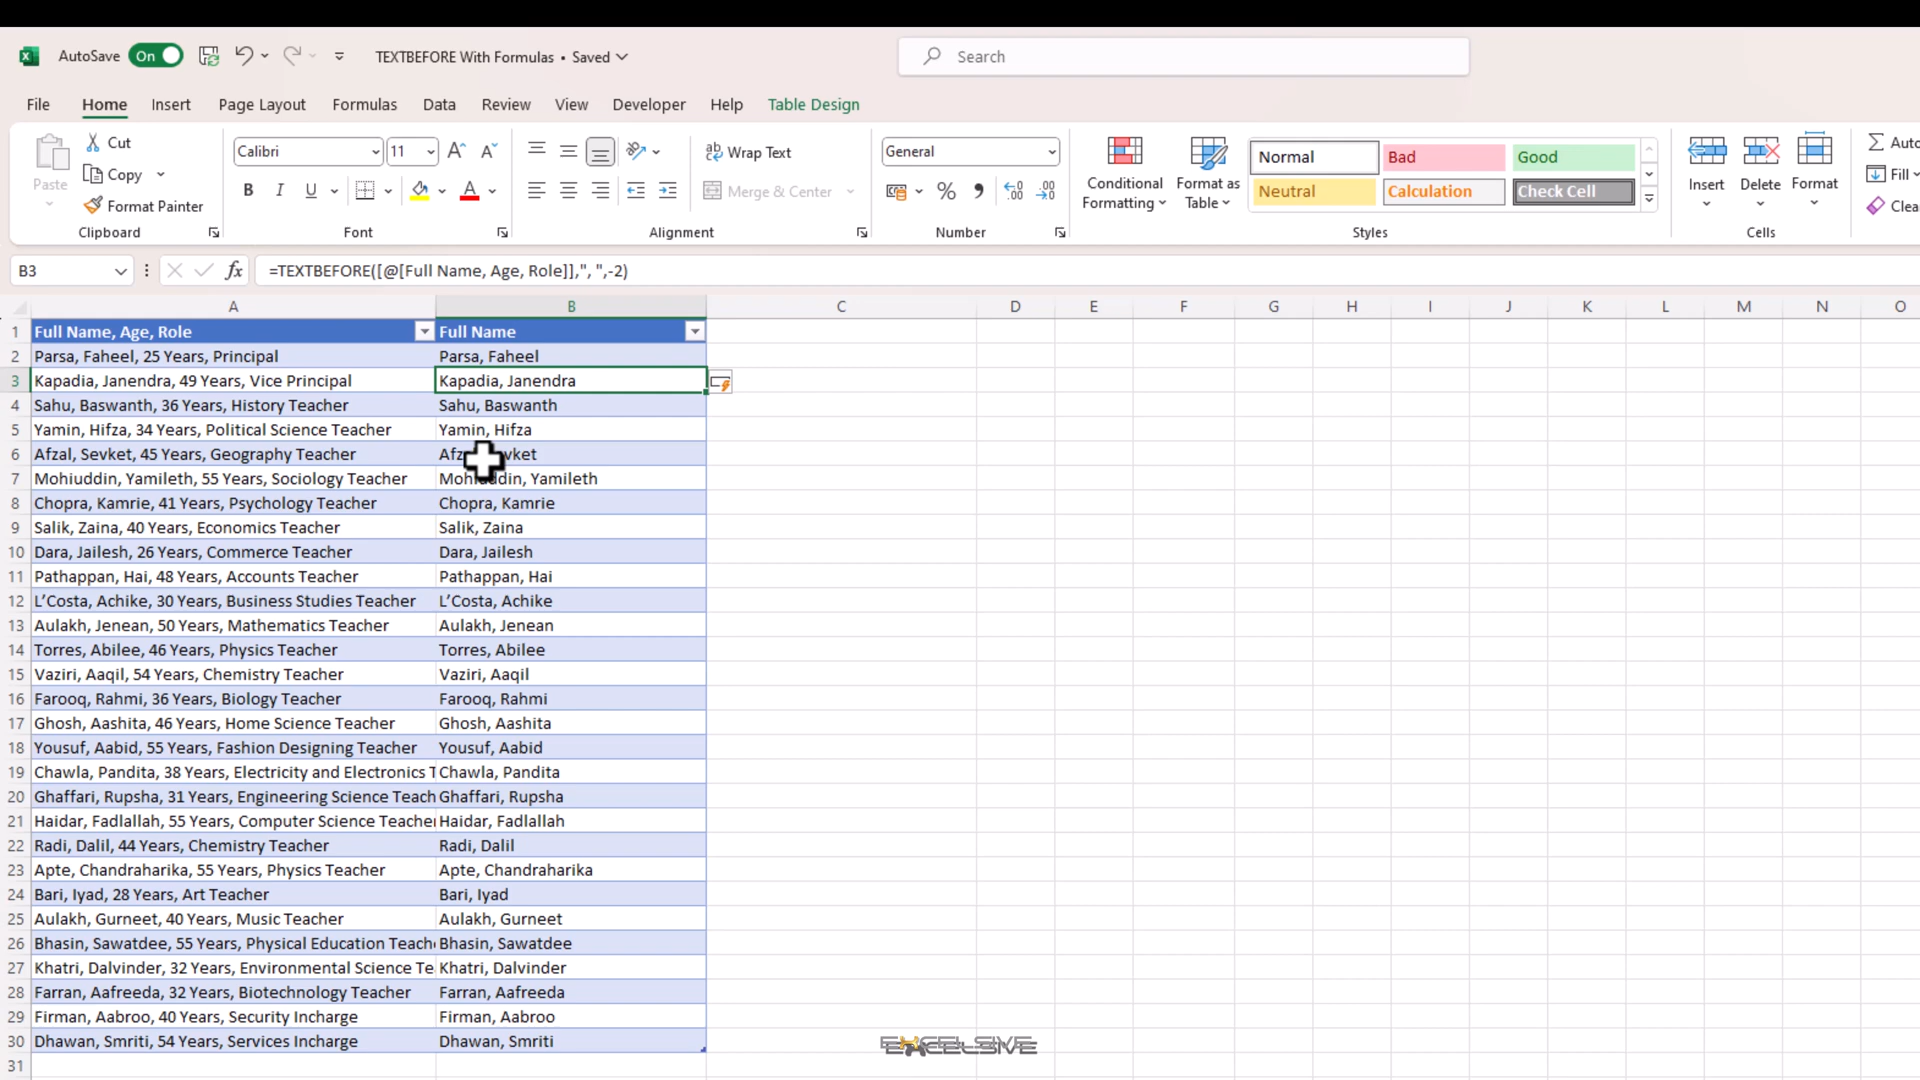 AutoSave On TEXTBEFORE With Formulas • Saved Search
File Home Insert Page Layout Formulas Data Review View Developer Help Table Design
Paste Cut Copy Format Painter Clipboard
Calibri 11 B I U A Font
ab Wrap Text Merge & Center Alignment
General % Number
Conditional Formatting Format as Table Normal Bad Good Neutral Calculation Check Cell Styles
Insert Delete Format Cells Fill
B3 fx =TEXTBEFORE([@[Full Name, Age, Role]],", ",-2)
A B C D E F G H I J K L M N O
1 Full Name, Age, Role Full Name
2 Parsa, Faheel, 25 Years, Principal Parsa, Faheel
3 Kapadia, Janendra, 49 Years, Vice Principal Kapadia, Janendra
4 Sahu, Baswanth, 36 Years, History Teacher Sahu, Baswanth
5 Yamin, Hifza, 34 Years, Political Science Teacher Yamin, Hifza
6 Afzal, Sevket, 45 Years, Geography Teacher
7 Mohiuddin, Yamileth, 55 Years, Sociology Teacher Mohiuddin, Yamileth
8 Chopra, Kamrie, 41 Years, Psychology Teacher Chopra, Kamrie
9 Salik, Zaina, 40 Years, Economics Teacher Salik, Zaina
10 Dara, Jailesh, 26 Years, Commerce Teacher Dara, Jailesh
11 Pathappan, Hai, 48 Years, Accounts Teacher Pathappan, Hai
12 L’Costa, Achike, 30 Years, Business Studies Teacher L’Costa, Achike
13 Aulakh, Jenean, 50 Years, Mathematics Teacher Aulakh, Jenean
14 Torres, Abilee, 46 Years, Physics Teacher Torres, Abilee
15 Vaziri, Aaqil, 54 Years, Chemistry Teacher Vaziri, Aaqil
16 Farooq, Rahmi, 36 Years, Biology Teacher Farooq, Rahmi
17 Ghosh, Aashita, 46 Years, Home Science Teacher Ghosh, Aashita
18 Yousuf, Aabid, 55 Years, Fashion Designing Teacher Yousuf, Aabid
19 Chawla, Pandita, 38 Years, Electricity and Electronics T Chawla, Pandita
20 Ghaffari, Rupsha, 31 Years, Engineering Science Teach Ghaffari, Rupsha
21 Haidar, Fadlallah, 55 Years, Computer Science Teacher Haidar, Fadlallah
22 Radi, Dalil, 44 Years, Chemistry Teacher Radi, Dalil
23 Apte, Chandraharika, 55 Years, Physics Teacher Apte, Chandraharika
24 Bari, Iyad, 28 Years, Art Teacher Bari, Iyad
25 Aulakh, Gurneet, 40 Years, Music Teacher Aulakh, Gurneet
26 Bhasin, Sawatdee, 55 Years, Physical Education Teach Bhasin, Sawatdee
27 Khatri, Dalvinder, 32 Years, Environmental Science Te Khatri, Dalvinder
28 Farran, Aafreeda, 32 Years, Biotechnology Teacher Farran, Aafreeda
29 Firman, Aabroo, 40 Years, Security Incharge Firman, Aabroo
30 Dhawan, Smriti, 54 Years, Services Incharge Dhawan, Smriti
31
EXCELSIVE